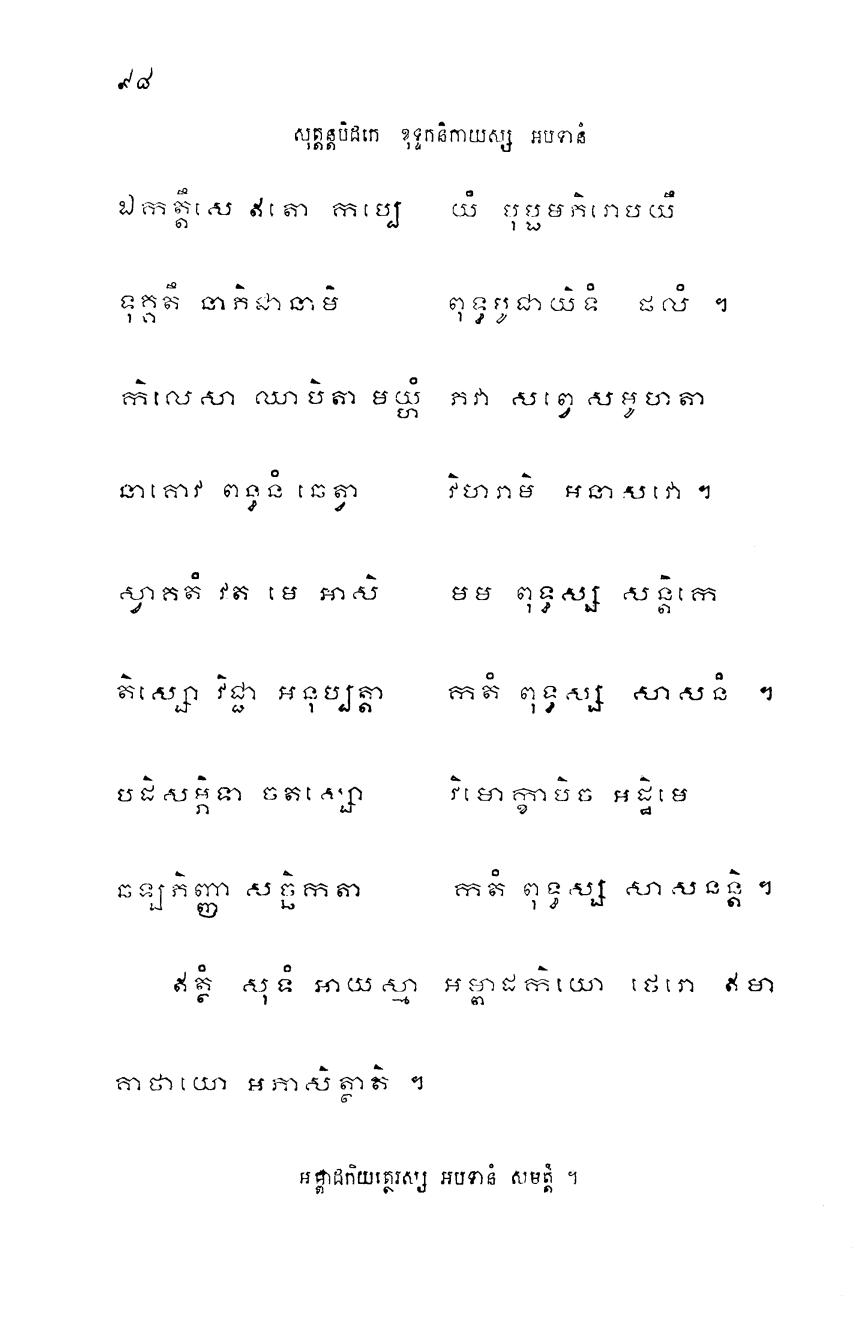 ៩៨
សុត្តន្តបិដកេ ខុទ្ទកនិកាយស្ស អបទានំ
ឯកត្តឹសេ ឥតោ កប្បេ យំ បុប្ផមភិរោបយឹ
ទុគ្គតឹ នាភិជានាមិ ពុទ្ធបូជាយិទំ ផលំ ។
កិលេសា ឈាបិតា មយ្ហំ ភវា សព្វេ សមូហតា
នាគោវ ពន្ធនំ ឆេត្វា វិហរាមិ អនាសវោ ។
ស្វាគតំ វត មេ អាសិ មម ពុទ្ធស្ស សន្តិកេ
តិស្សោ វិជ្ជា អនុប្បត្តា កតំ ពុទ្ធស្ស សាសនំ ។
បដិសម្ភិទា ចតស្សោ វិមោក្ខាបិច អដ្ឋិមេ
ឆឡភិញ្ញា សច្ឆិកតា កតំ ពុទ្ធស្ស សាសនន្តិ ។
ឥត្ថំ សុទំ អាយស្មា អម្ពាដកិយោ ថេរោ ឥមា
គាថាយោ អភាសិត្ថាតិ ។
អម្ពាដកិយត្ថេរស្ស អបទានំ សមត្តំ ។